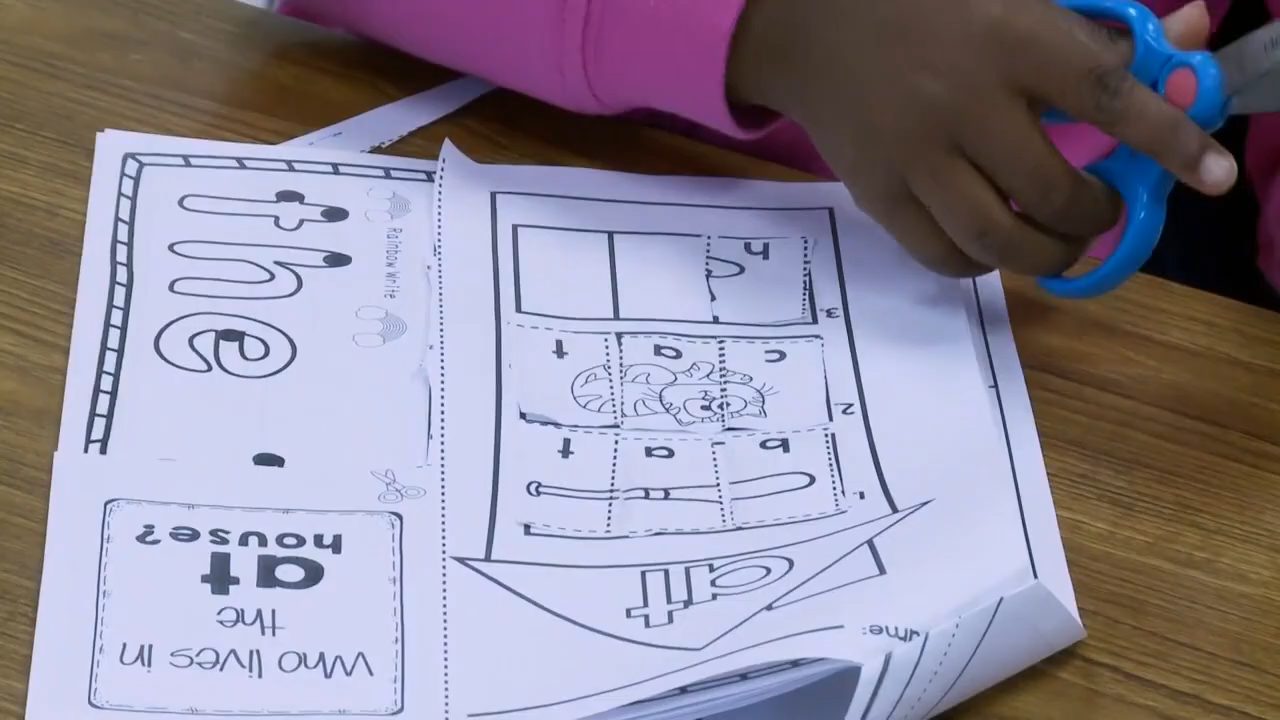 Name:
at
1.
b a t
2.
c a t
3.
h
Who lives in
the
at
house?
Rainbow Write
the